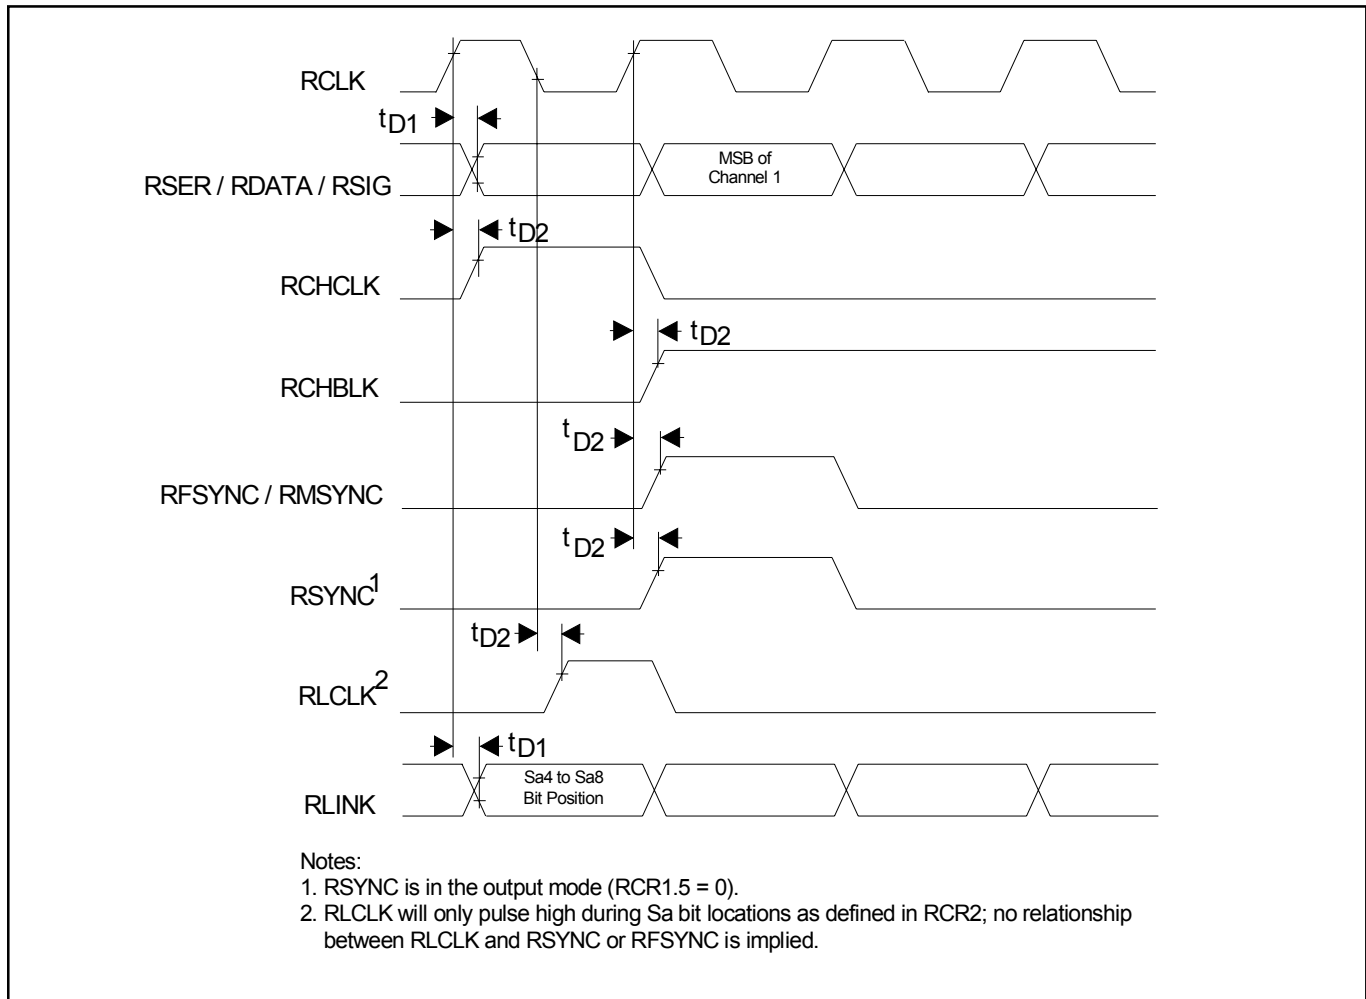 RCLK
tD1
RSER / RDATA / RSIG
MSB of
Channel 1
tD2
RCHCLK
tD2
RCHBLK
tD2
RFSYNC / RMSYNC
tD2
RSYNC1
tD2
RLCLK2
tD1
RLINK
Sa4 to Sa8
Bit Position
Notes:
1. RSYNC is in the output mode (RCR1.5 = 0).
2. RLCLK will only pulse high during Sa bit locations as defined in RCR2; no relationship
between RLCLK and RSYNC or RFSYNC is implied.